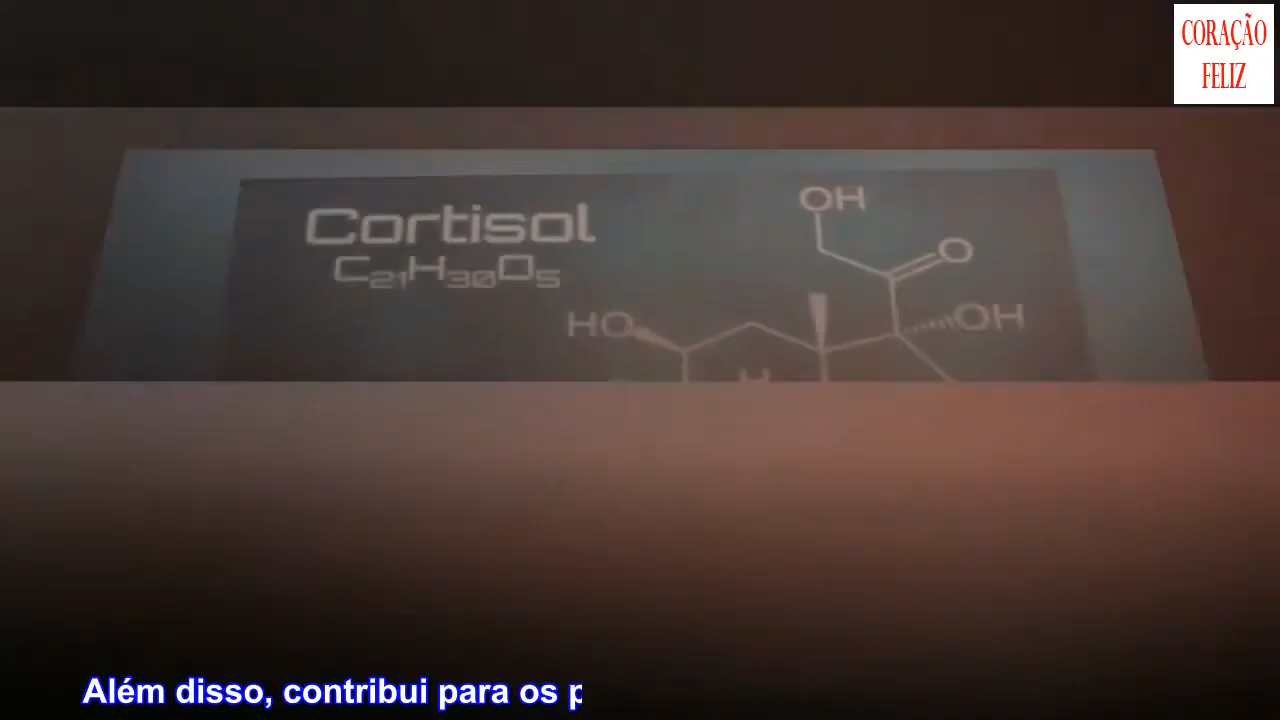 CORAÇÃO
FELIZ
Cortisol
C₂₁H₃₀O₅
OH
O
HO
OH
H
Além disso, contribui para os p